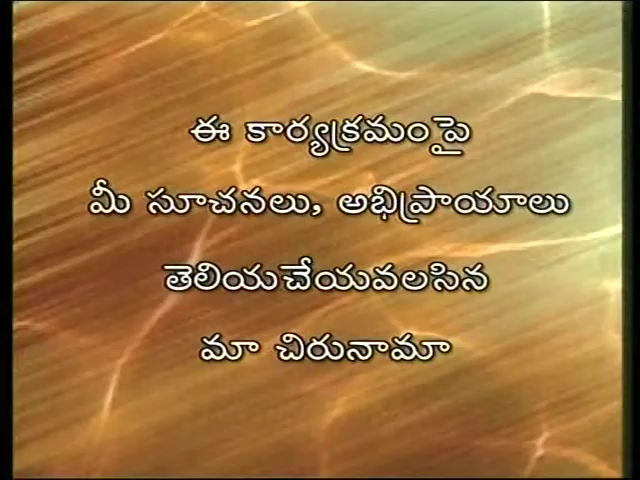 ఈ కార్యక్రమంపై
మీ సూచనలు, అభిప్రాయాలు
తెలియచేయవలసిన
మా చిరునామా